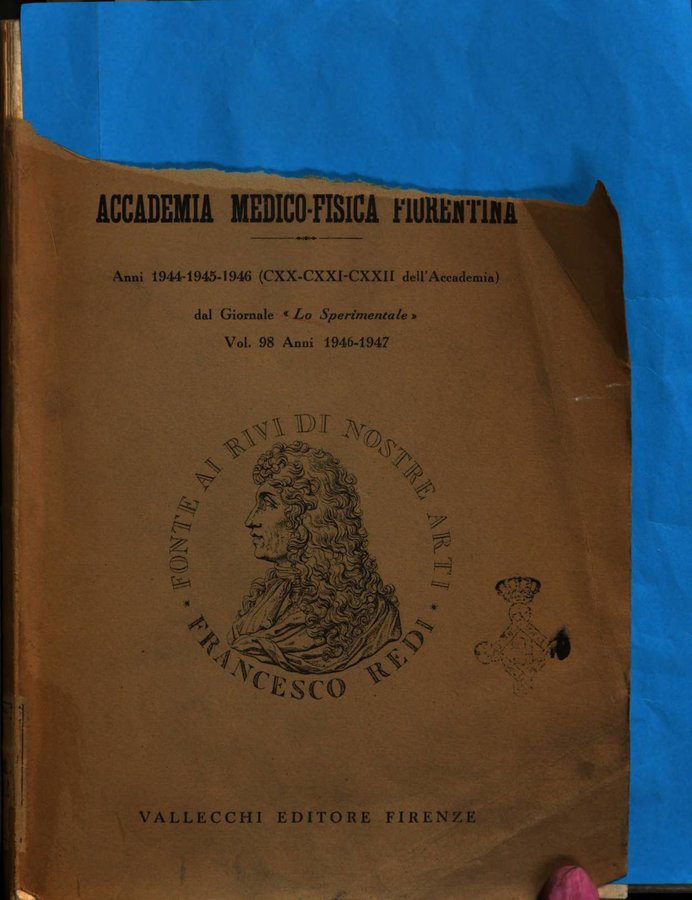 ACCADEMIA MEDICO-FISICA FIORENTINA
Anni 1944-1945-1946 (CXX-CXXI-CXXII dell'Accademia)
dal Giornale « Lo Sperimentale »
Vol. 98 Anni 1946-1947
* FONTE AI RIVI DI NOSTRE ARTI *
FRANCESCO REDI
VALLECCHI EDITORE FIRENZE